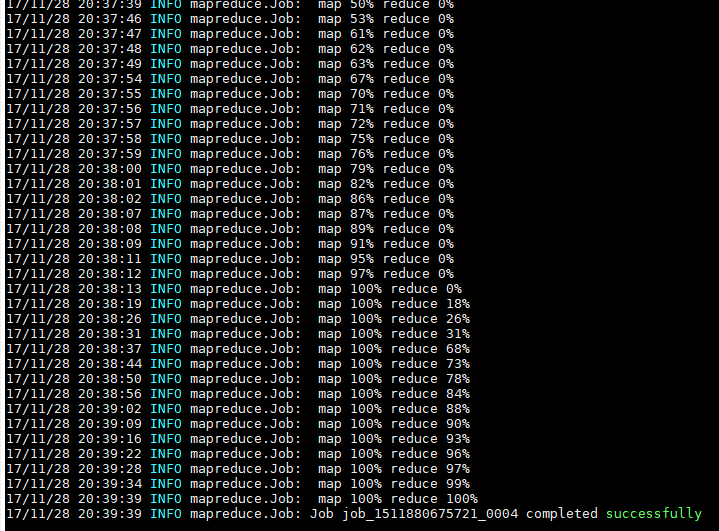 17/11/28 20:37:39 INFO mapreduce.Job:  map 50% reduce 0%
17/11/28 20:37:46 INFO mapreduce.Job:  map 53% reduce 0%
17/11/28 20:37:47 INFO mapreduce.Job:  map 61% reduce 0%
17/11/28 20:37:48 INFO mapreduce.Job:  map 62% reduce 0%
17/11/28 20:37:49 INFO mapreduce.Job:  map 63% reduce 0%
17/11/28 20:37:54 INFO mapreduce.Job:  map 67% reduce 0%
17/11/28 20:37:55 INFO mapreduce.Job:  map 70% reduce 0%
17/11/28 20:37:56 INFO mapreduce.Job:  map 71% reduce 0%
17/11/28 20:37:57 INFO mapreduce.Job:  map 72% reduce 0%
17/11/28 20:37:58 INFO mapreduce.Job:  map 75% reduce 0%
17/11/28 20:37:59 INFO mapreduce.Job:  map 76% reduce 0%
17/11/28 20:38:00 INFO mapreduce.Job:  map 79% reduce 0%
17/11/28 20:38:01 INFO mapreduce.Job:  map 82% reduce 0%
17/11/28 20:38:02 INFO mapreduce.Job:  map 86% reduce 0%
17/11/28 20:38:07 INFO mapreduce.Job:  map 87% reduce 0%
17/11/28 20:38:08 INFO mapreduce.Job:  map 89% reduce 0%
17/11/28 20:38:09 INFO mapreduce.Job:  map 91% reduce 0%
17/11/28 20:38:11 INFO mapreduce.Job:  map 95% reduce 0%
17/11/28 20:38:12 INFO mapreduce.Job:  map 97% reduce 0%
17/11/28 20:38:13 INFO mapreduce.Job:  map 100% reduce 0%
17/11/28 20:38:19 INFO mapreduce.Job:  map 100% reduce 18%
17/11/28 20:38:26 INFO mapreduce.Job:  map 100% reduce 26%
17/11/28 20:38:31 INFO mapreduce.Job:  map 100% reduce 31%
17/11/28 20:38:37 INFO mapreduce.Job:  map 100% reduce 68%
17/11/28 20:38:44 INFO mapreduce.Job:  map 100% reduce 73%
17/11/28 20:38:50 INFO mapreduce.Job:  map 100% reduce 78%
17/11/28 20:38:56 INFO mapreduce.Job:  map 100% reduce 84%
17/11/28 20:39:02 INFO mapreduce.Job:  map 100% reduce 88%
17/11/28 20:39:09 INFO mapreduce.Job:  map 100% reduce 90%
17/11/28 20:39:16 INFO mapreduce.Job:  map 100% reduce 93%
17/11/28 20:39:22 INFO mapreduce.Job:  map 100% reduce 96%
17/11/28 20:39:28 INFO mapreduce.Job:  map 100% reduce 97%
17/11/28 20:39:34 INFO mapreduce.Job:  map 100% reduce 99%
17/11/28 20:39:39 INFO mapreduce.Job:  map 100% reduce 100%
17/11/28 20:39:39 INFO mapreduce.Job: Job job_1511880675721_0004 completed successfully